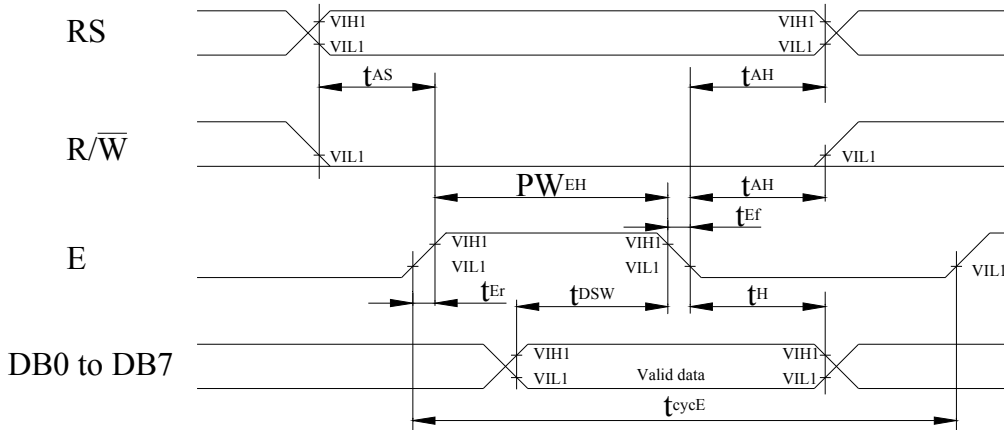 RS
VIH1
VIL1
VIH1
VIL1
tAS
tAH
R/W̅
VIL1
VIL1
PWEH
tAH
tEf
E
VIH1
VIL1
VIH1
VIL1
VIL1
tEr
tDSW
tH
DB0 to DB7
VIH1
VIL1
Valid data
VIH1
VIL1
tcycE